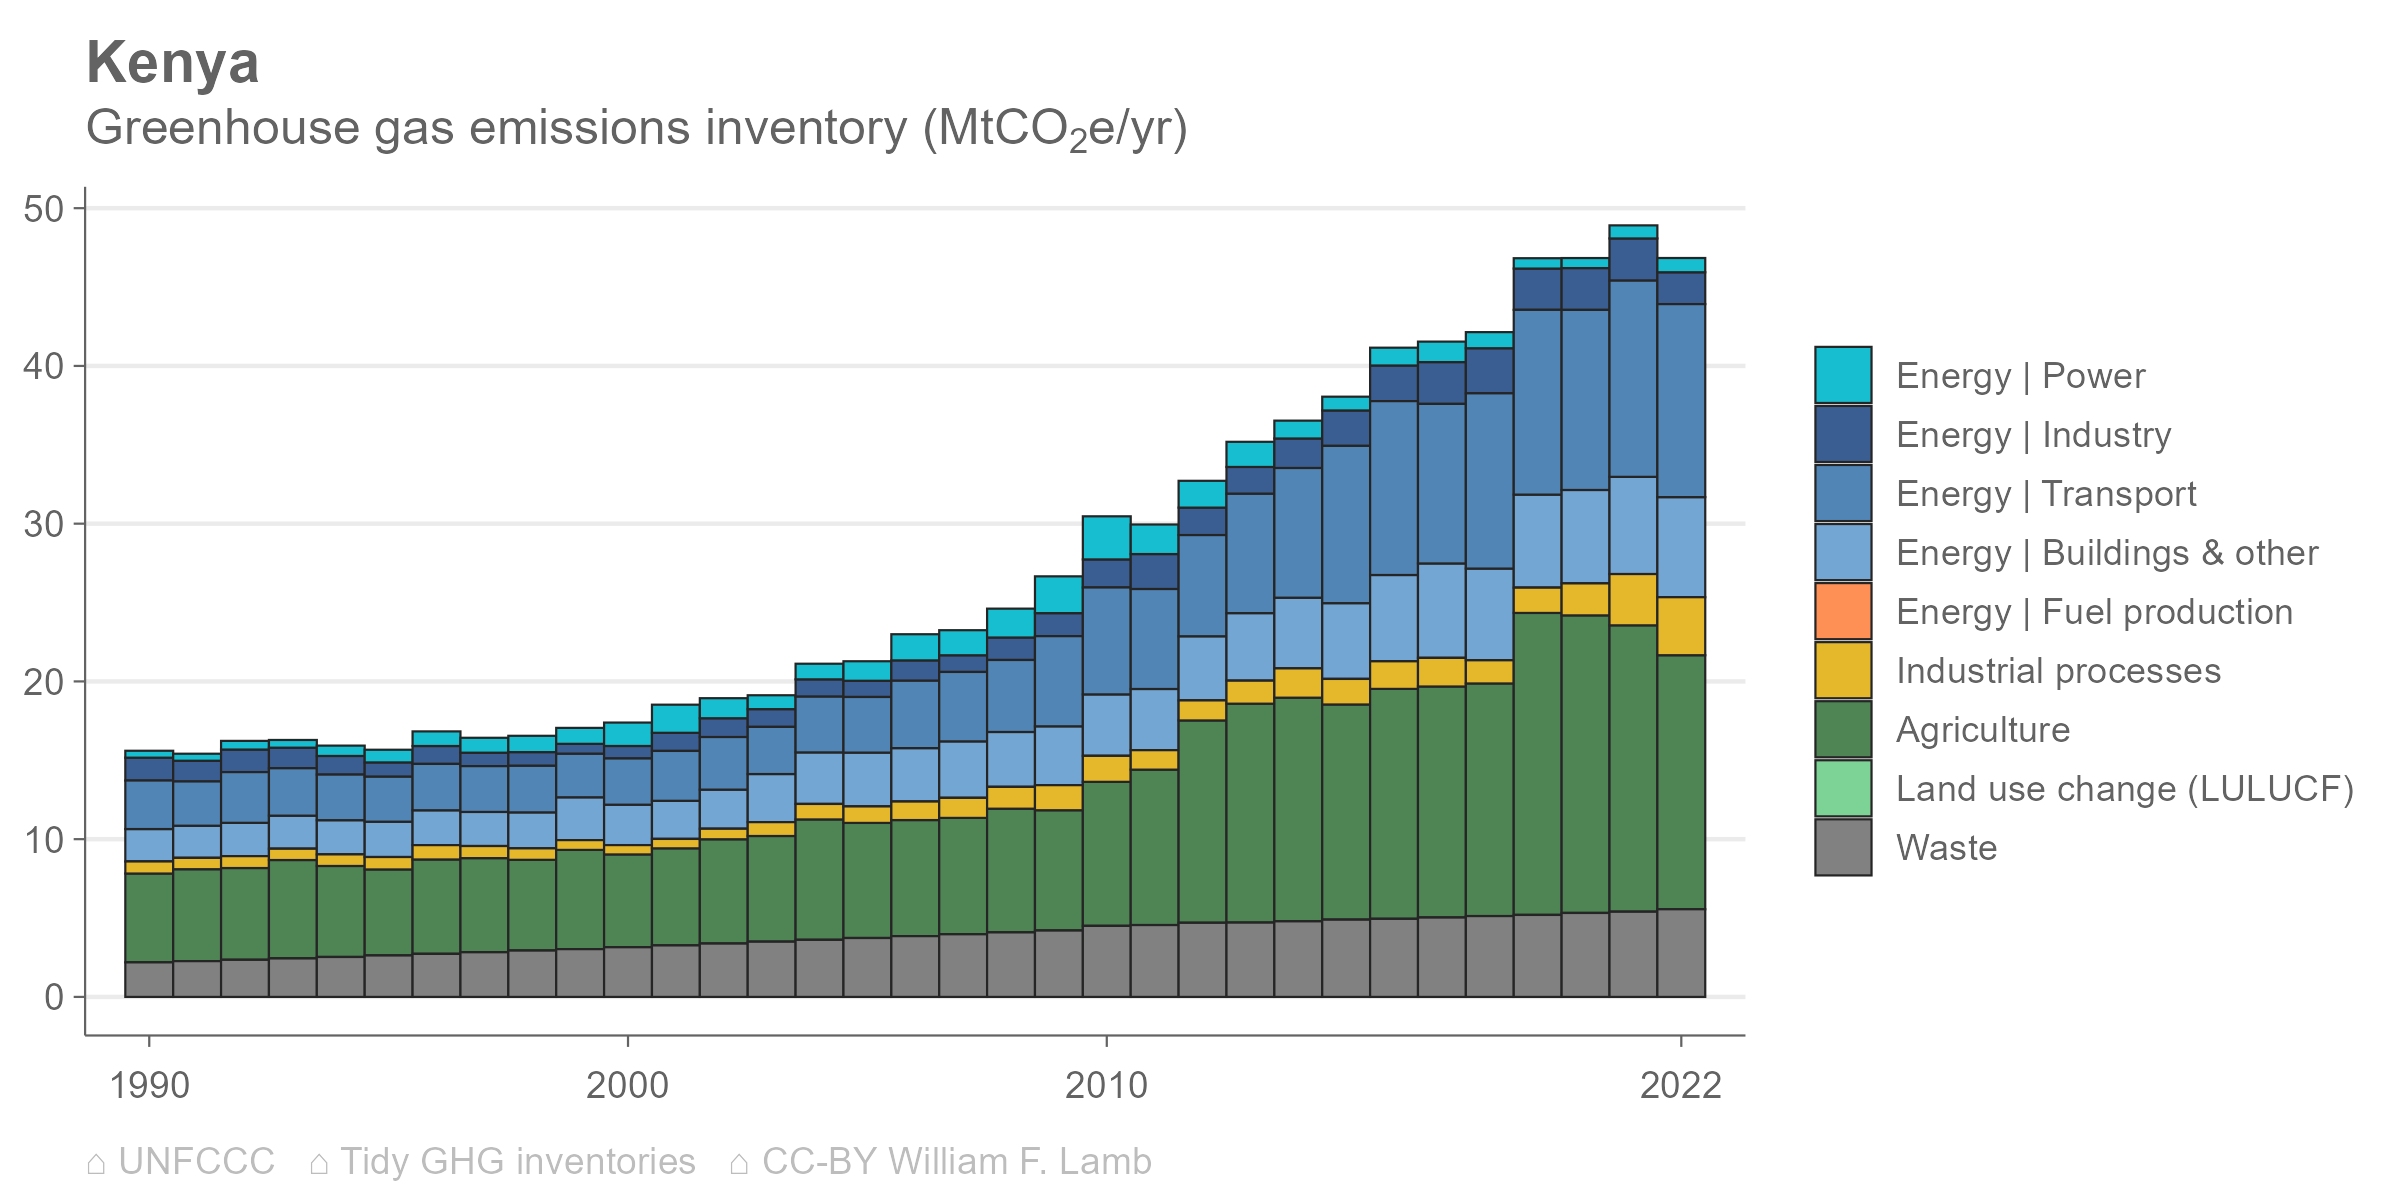 Kenya
Greenhouse gas emissions inventory (MtCO₂e/yr)
50
40
30
20
10
0
1990 2000 2010 2022
Energy | Power
Energy | Industry
Energy | Transport
Energy | Buildings & other
Energy | Fuel production
Industrial processes
Agriculture
Land use change (LULUCF)
Waste
⌂ UNFCCC ⌂ Tidy GHG inventories ⌂ CC-BY William F. Lamb